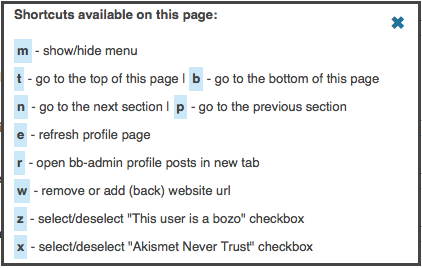 Shortcuts available on this page:
m - show/hide menu
t - go to the top of this page | b - go to the bottom of this page
n - go to the next section | p - go to the previous section
e - refresh profile page
r - open bb-admin profile posts in new tab
w - remove or add (back) website url
z - select/deselect "This user is a bozo" checkbox
x - select/deselect "Akismet Never Trust" checkbox